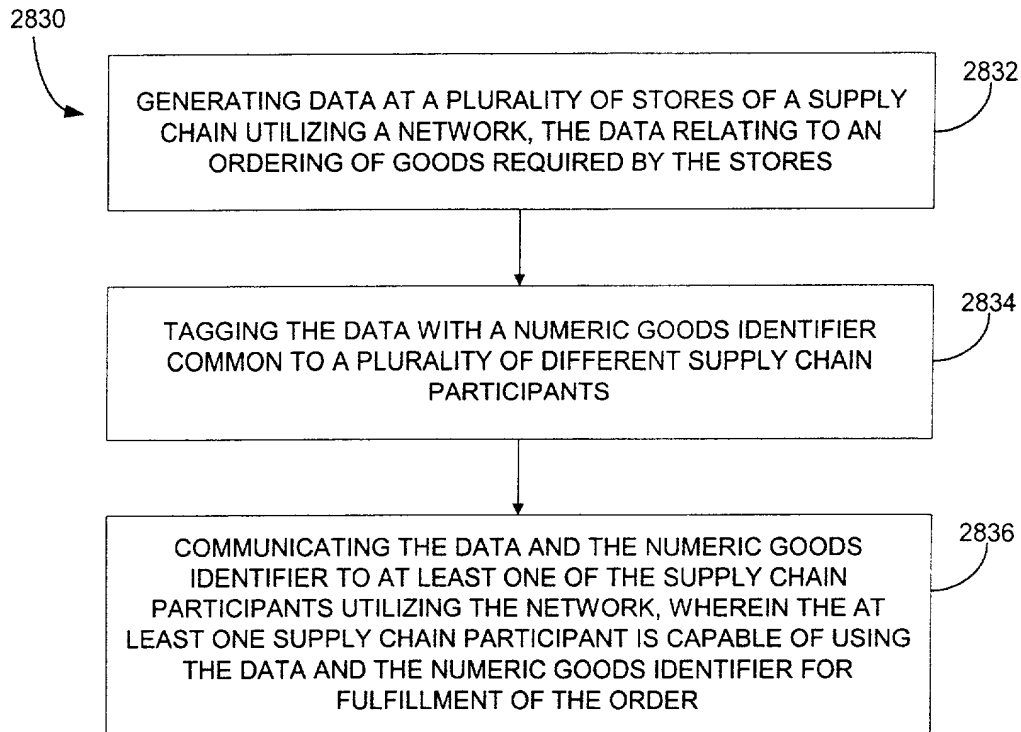 2830
2832
GENERATING DATA AT A PLURALITY OF STORES OF A SUPPLY
CHAIN UTILIZING A NETWORK, THE DATA RELATING TO AN
ORDERING OF GOODS REQUIRED BY THE STORES
2834
TAGGING THE DATA WITH A NUMERIC GOODS IDENTIFIER
COMMON TO A PLURALITY OF DIFFERENT SUPPLY CHAIN
PARTICIPANTS
2836
COMMUNICATING THE DATA AND THE NUMERIC GOODS
IDENTIFIER TO AT LEAST ONE OF THE SUPPLY CHAIN
PARTICIPANTS UTILIZING THE NETWORK, WHEREIN THE AT
LEAST ONE SUPPLY CHAIN PARTICIPANT IS CAPABLE OF USING
THE DATA AND THE NUMERIC GOODS IDENTIFIER FOR
FULFILLMENT OF THE ORDER